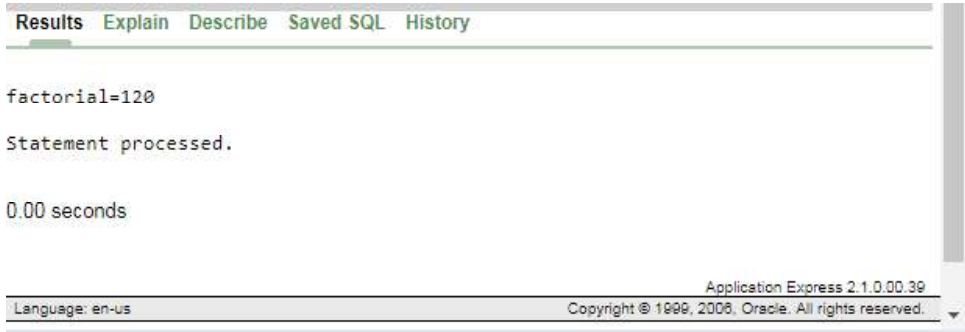 Results Explain Describe Saved SQL History
factorial=120
Statement processed.
0.00 seconds
Application Express 2.1.0.00.39
Language: en-us Copyright © 1999, 2006, Oracle. All rights reserved.